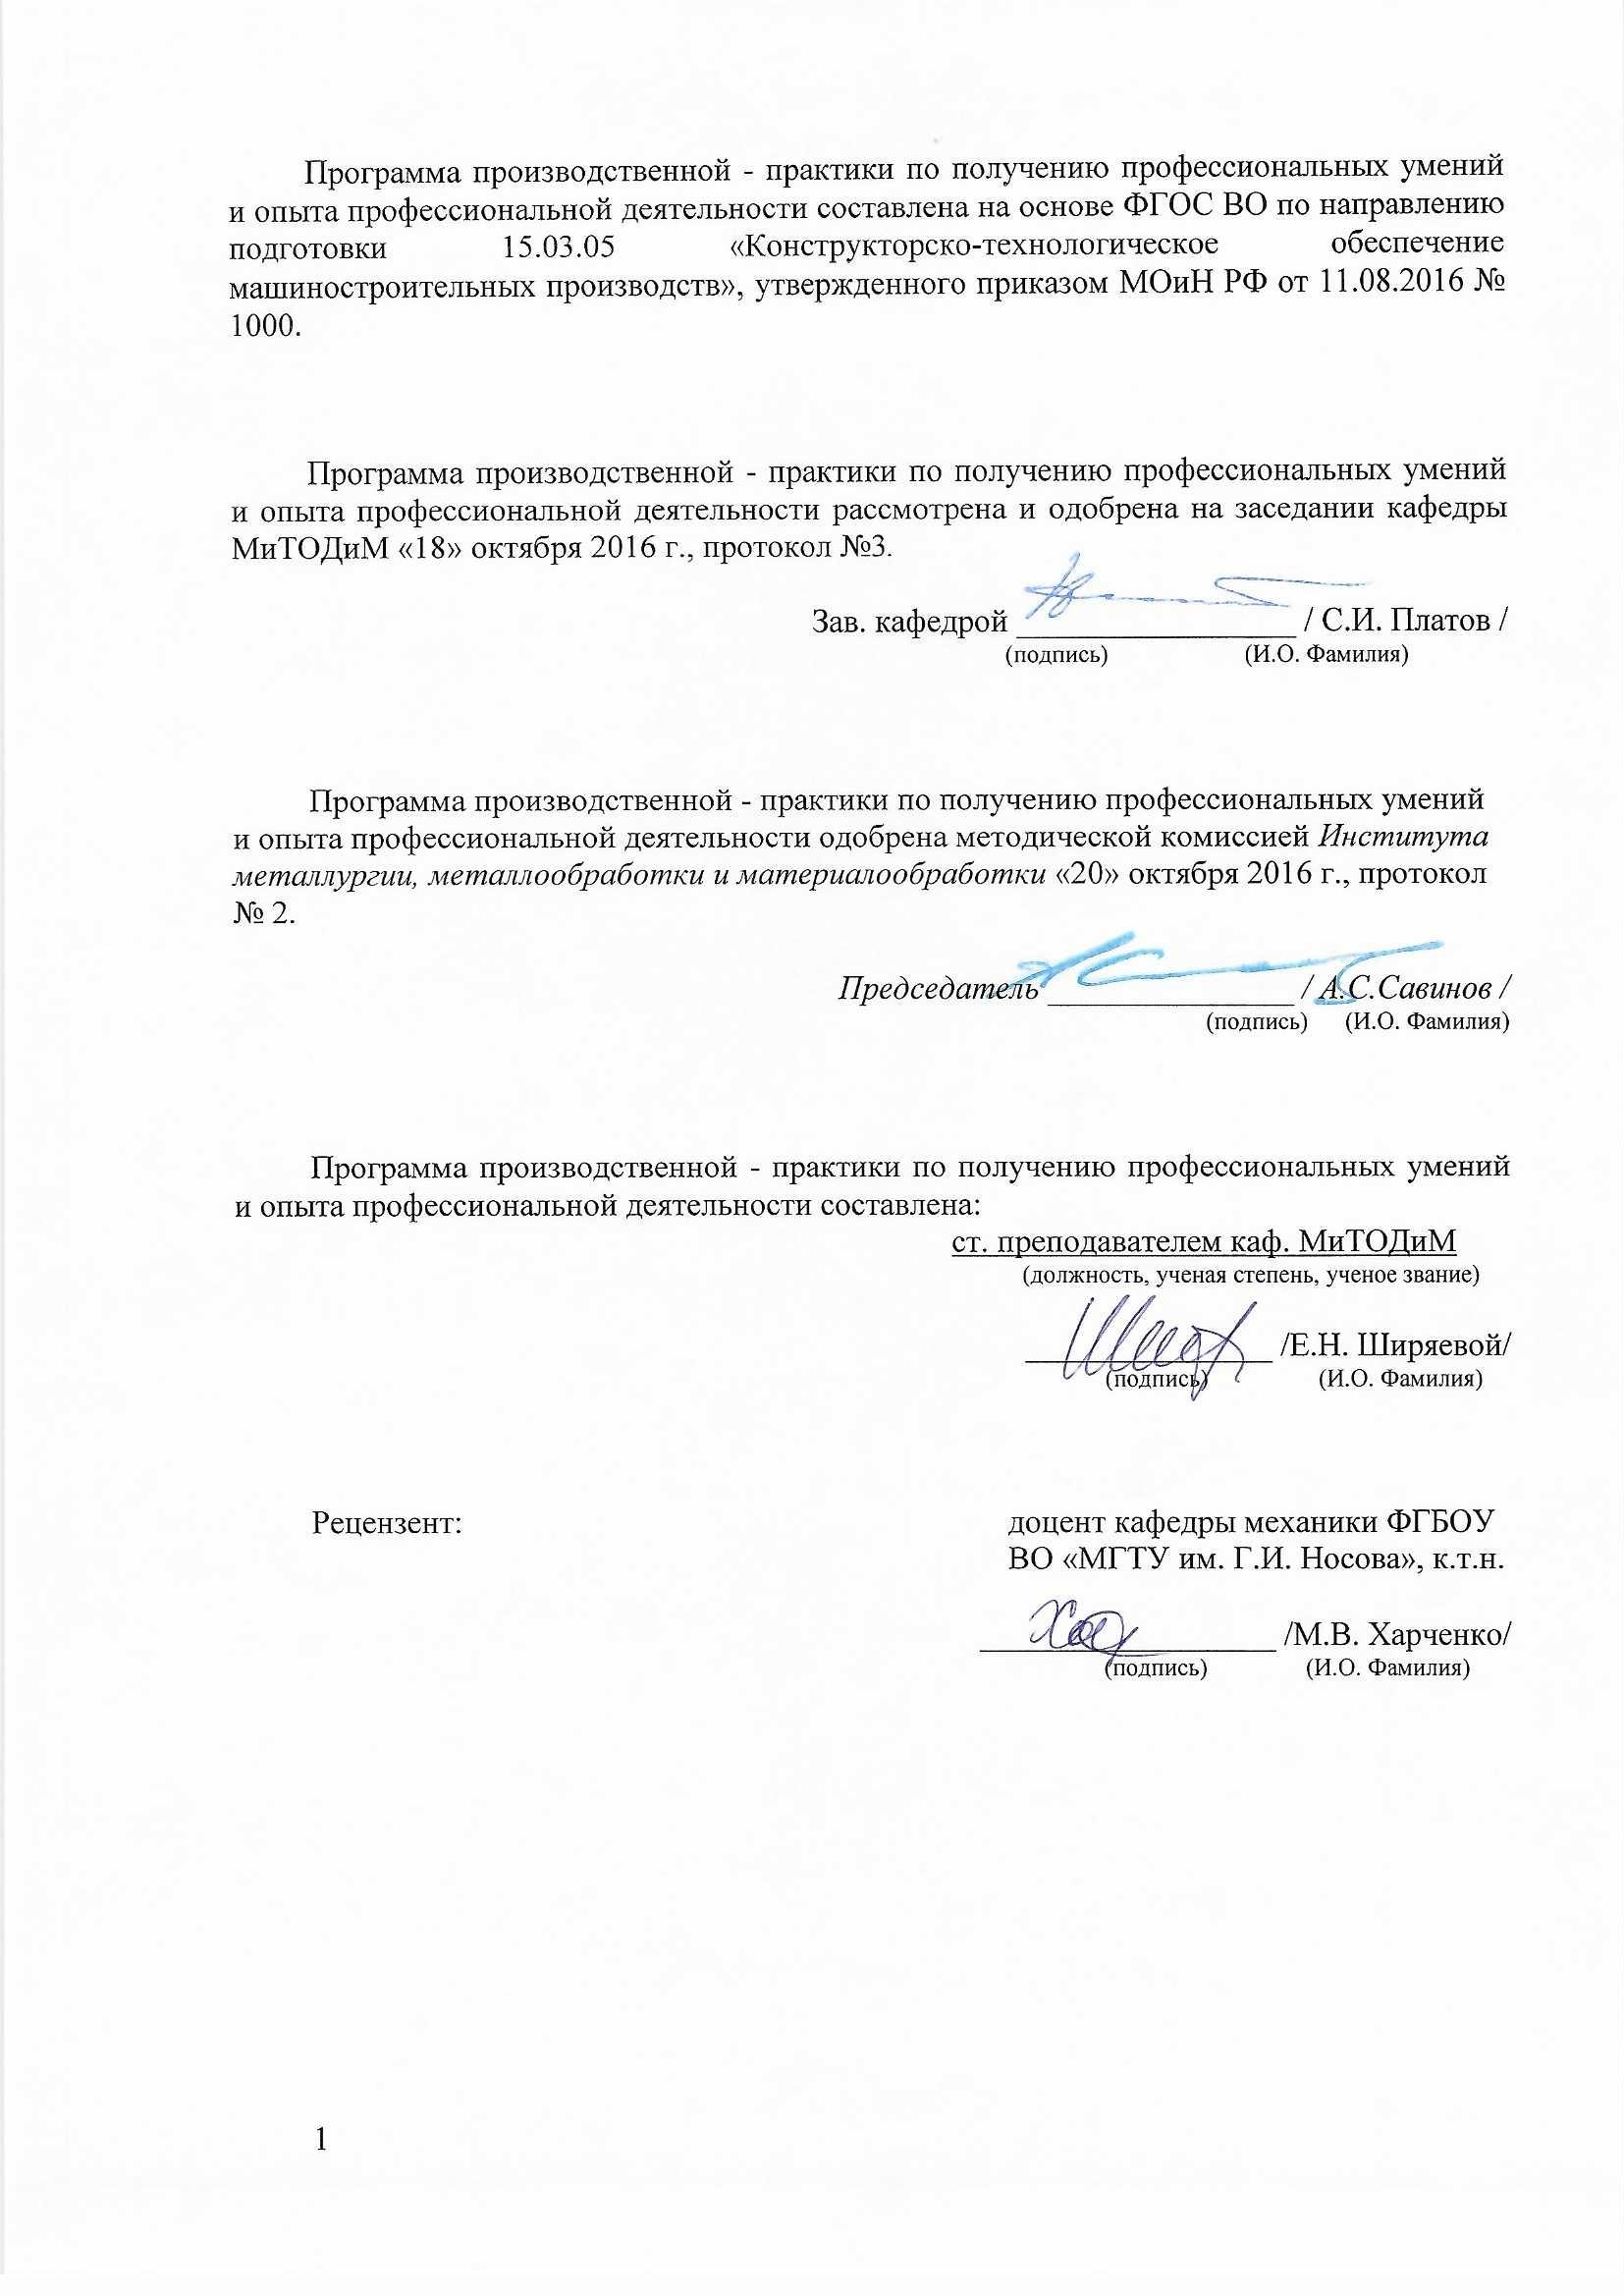 Программа производственной - практики по получению профессиональных умений
и опыта профессиональной деятельности составлена на основе ФГОС ВО по направлению
подготовки 15.03.05 «Конструкторско-технологическое обеспечение
машиностроительных производств», утвержденного приказом МОиН РФ от 11.08.2016 №
1000.
Программа производственной - практики по получению профессиональных умений
и опыта профессиональной деятельности рассмотрена и одобрена на заседании кафедры
МиТОДиМ «18» октября 2016 г., протокол №3.
Зав. кафедрой _________________ / С.И. Платов /
(подпись) (И.О. Фамилия)
Программа производственной - практики по получению профессиональных умений
и опыта профессиональной деятельности одобрена методической комиссией Института
металлургии, металлообработки и материалообработки «20» октября 2016 г., протокол
№ 2.
Председатель _______________ / А.С.Савинов /
(подпись) (И.О. Фамилия)
Программа производственной - практики по получению профессиональных умений
и опыта профессиональной деятельности составлена:
ст. преподавателем каф. МиТОДиМ
(должность, ученая степень, ученое звание)
_______________ /Е.Н. Ширяевой/
(подпись) (И.О. Фамилия)
Рецензент: доцент кафедры механики ФГБОУ
ВО «МГТУ им. Г.И. Носова», к.т.н.
__________________ /М.В. Харченко/
(подпись) (И.О. Фамилия)
1